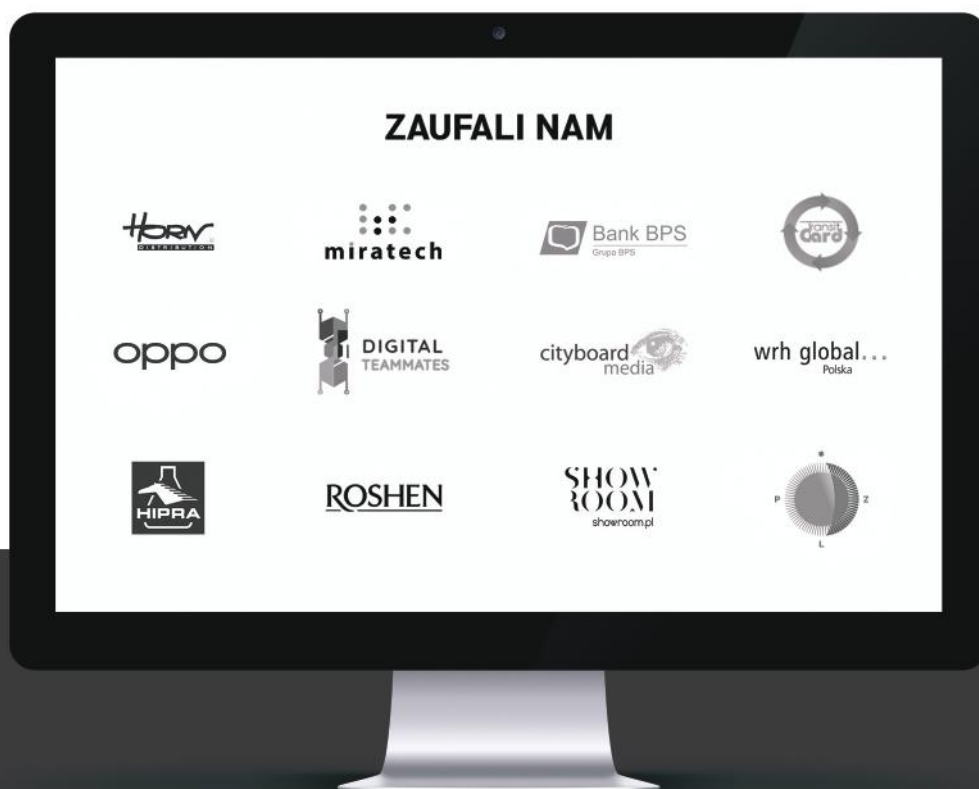 ZAUFALI NAM
HORN
DISTRIBUTION
miratech
Bank BPS
Grupa BPS
Transit
Card
oppo
DIGITAL
TEAMMATES
cityboard
media
wrh global...
Polska
HIPRA
ROSHEN
SHOW
ROOM
showroom.pl
P
Z
L